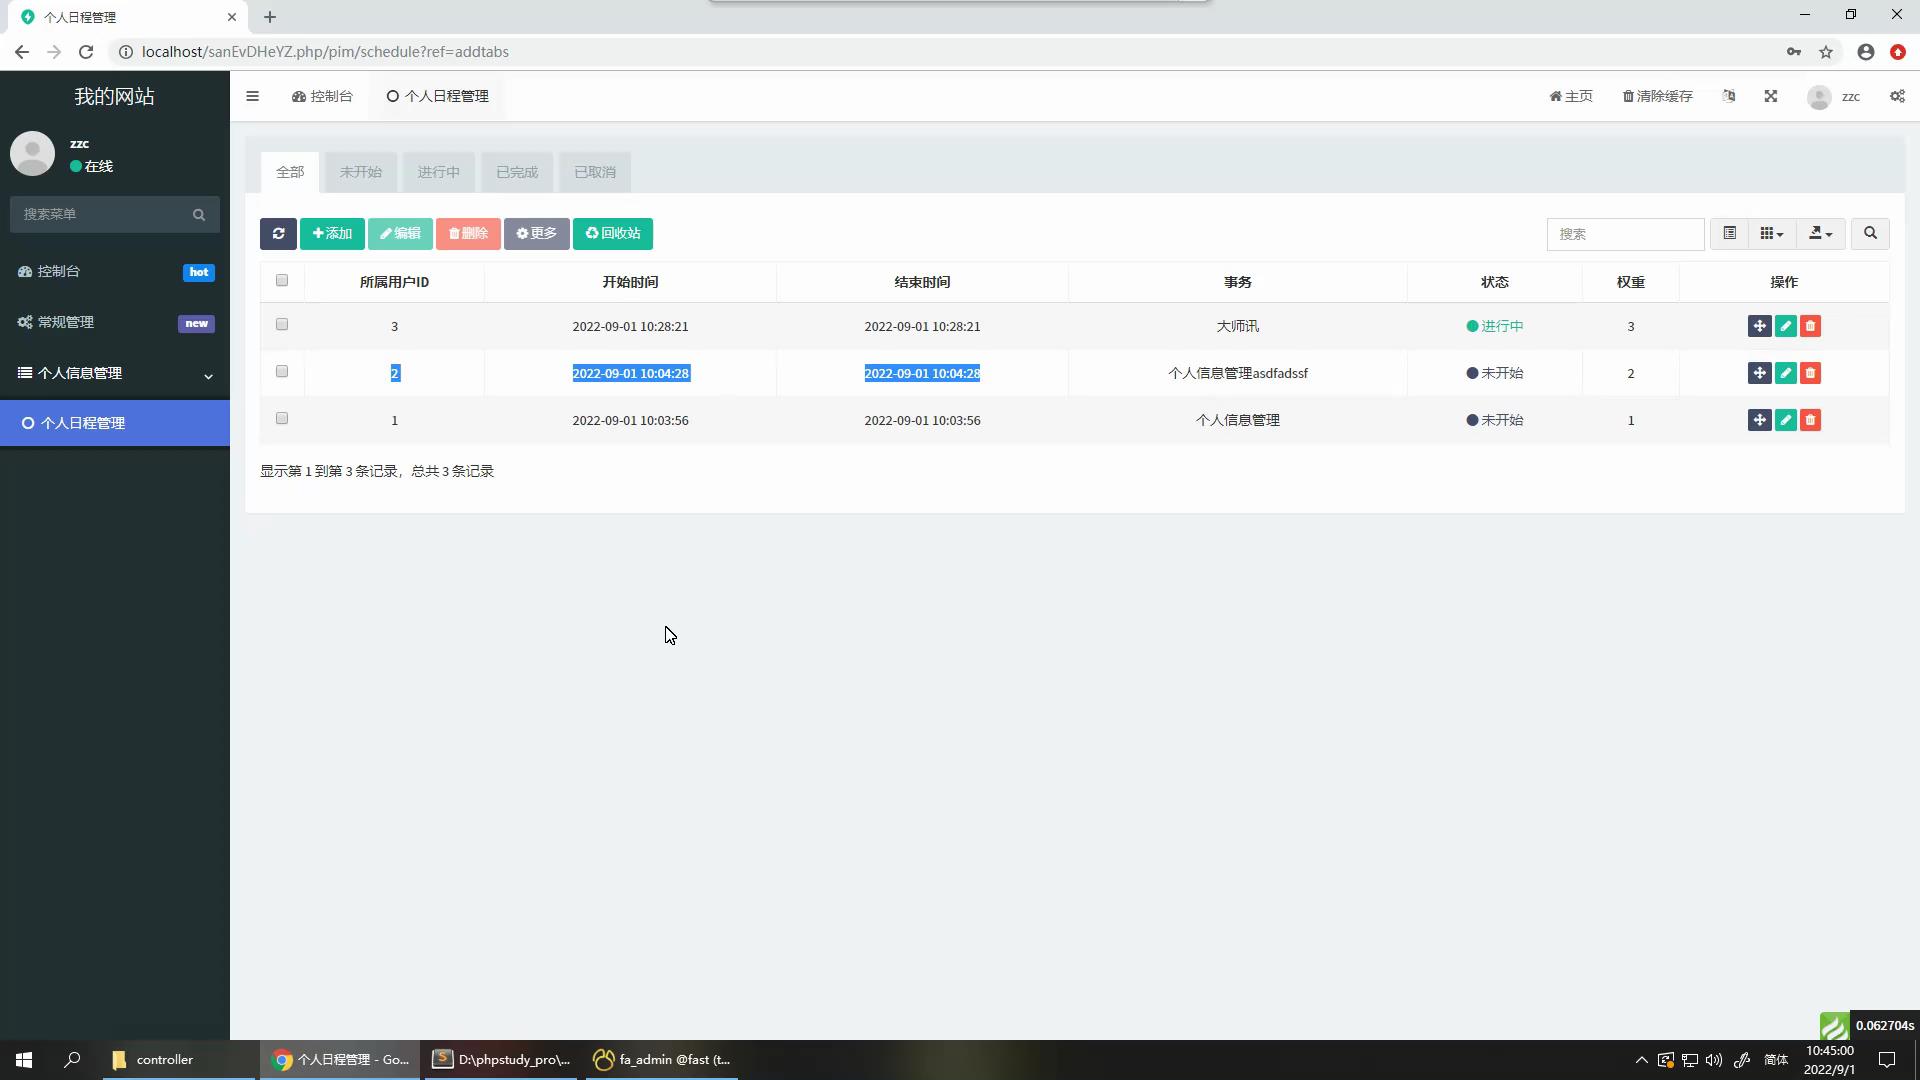 个人日程管理
localhost/sanEvDHeYZ.php/pim/schedule?ref=addtabs
我的网站
控制台
个人日程管理
主页
清除缓存
zzc
zzc
在线
搜索菜单
控制台 hot
常规管理 new
个人信息管理
个人日程管理
全部 未开始 进行中 已完成 已取消
添加 编辑 删除 更多 回收站
搜索
所属用户ID 开始时间 结束时间 事务 状态 权重 操作
3 2022-09-01 10:28:21 2022-09-01 10:28:21 大师讯 进行中 3
2 2022-09-01 10:04:28 2022-09-01 10:04:28 个人信息管理asdfadssf 未开始 2
1 2022-09-01 10:03:56 2022-09-01 10:03:56 个人信息管理 未开始 1
显示第 1 到第 3 条记录，总共 3 条记录
0.062704s
controller
个人日程管理 - Go...
D:\phpstudy_pro\...
fa_admin @fast (t...
简体
10:45:00
2022/9/1